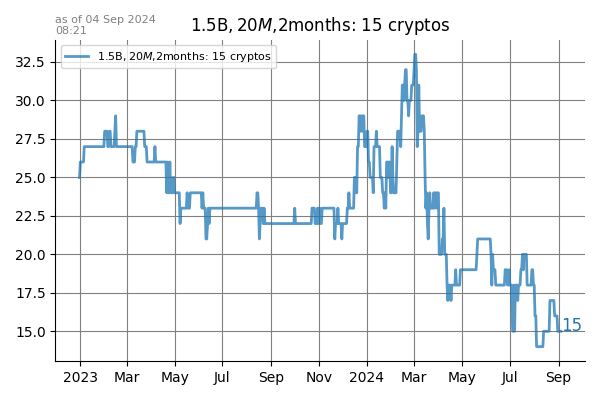 as of 04 Sep 2024
08:21
1.5B, 20M,2months: 15 cryptos
1.5B, 20M,2months: 15 cryptos
32.5
30.0
27.5
25.0
22.5
20.0
17.5
15.0
15
2023 Mar May Jul Sep Nov 2024 Mar May Jul Sep